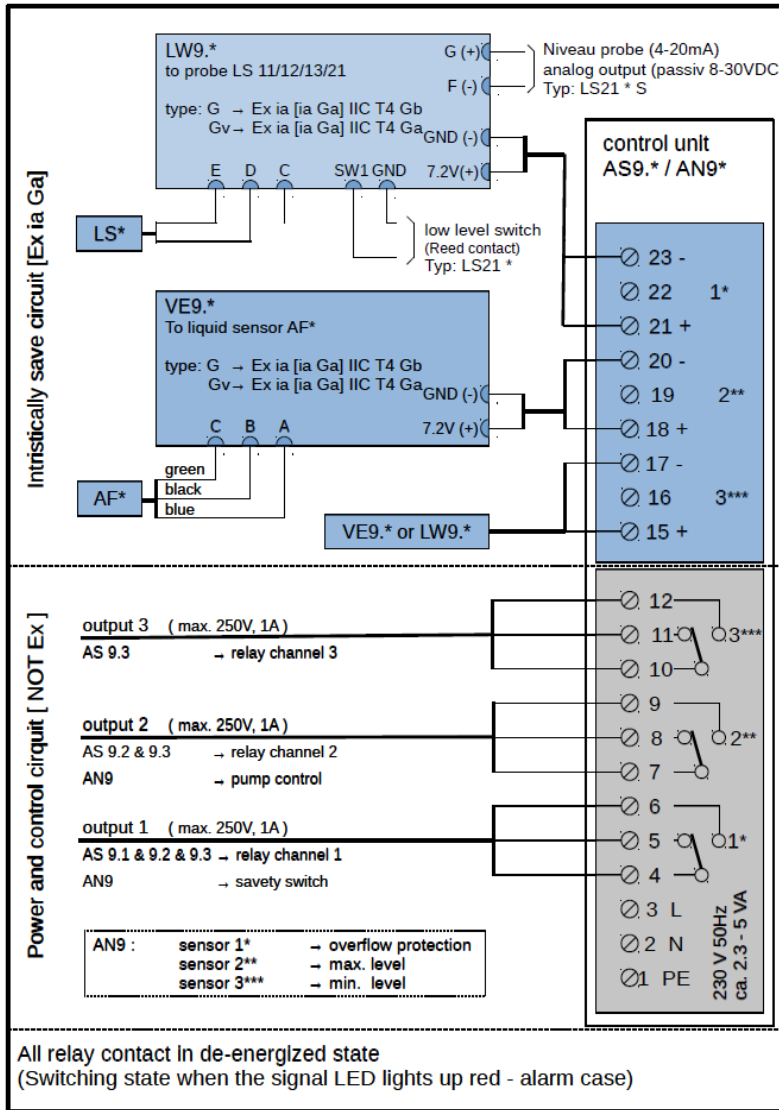 LW9.*
to probe LS 11/12/13/21
type: G → Ex ia [ia Ga] IIC T4 Gb
Gv→ Ex ia [ia Ga] IIC T4 Ga
G (+)
F (-)
GND (-)
7.2V(+)
E D C SW1 GND
Niveau probe (4-20mA)
analog output (passiv 8-30VDC
Typ: LS21 * S
LS*
low level switch
(Reed contact)
Typ: LS21 *
control unit
AS9.* / AN9*
Intristically save circuit [Ex ia Ga]
VE9.*
To liquid sensor AF*
type: G → Ex ia [ia Ga] IIC T4 Gb
Gv→ Ex ia [ia Ga] IIC T4 Ga
GND (-)
7.2V (+)
C B A
green
black
blue
AF*
VE9.* or LW9.*
23 -
22 1*
21 +
20 -
19 2**
18 +
17 -
16 3***
15 +
Power and control cirquit [ NOT Ex ]
output 3 ( max. 250V, 1A )
AS 9.3 → relay channel 3
12
11 3***
10
output 2 ( max. 250V, 1A )
AS 9.2 & 9.3 → relay channel 2
AN9 → pump control
9
8 2**
7
output 1 ( max. 250V, 1A )
AS 9.1 & 9.2 & 9.3 → relay channel 1
AN9 → savety switch
6
5 1*
4
3 L
2 N
1 PE
230 V 50Hz
ca. 2.3 - 5 VA
AN9 : sensor 1* → overflow protection
sensor 2** → max. level
sensor 3*** → min. level
All relay contact in de-energized state
(Switching state when the signal LED lights up red - alarm case)